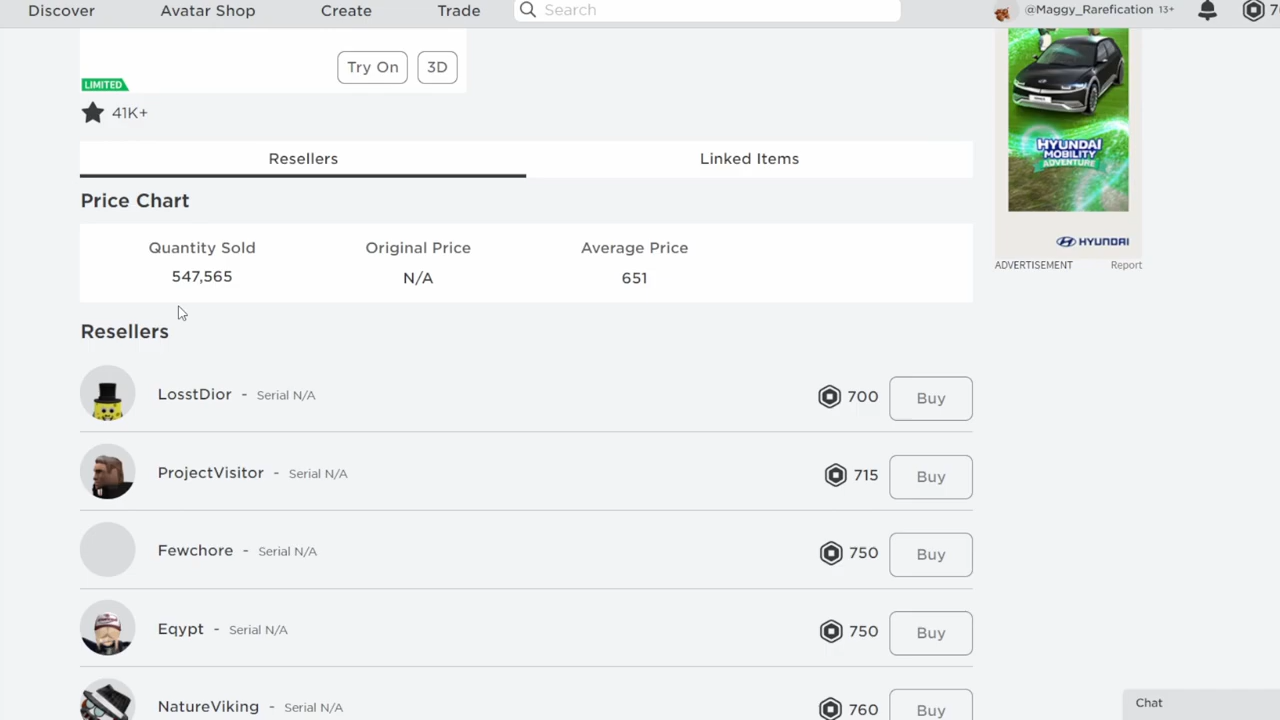 Discover Avatar Shop Create Trade Search @Maggy_Rarefication 13+
Try On 3D
LIMITED
41K+
HYUNDAI
MOBILITY
ADVENTURE
HYUNDAI
ADVERTISEMENT Report
Resellers Linked Items
Price Chart
Quantity Sold Original Price Average Price
547,565 N/A 651
Resellers
LosstDior - Serial N/A 700 Buy
ProjectVisitor - Serial N/A 715 Buy
Fewchore - Serial N/A 750 Buy
Eqypt - Serial N/A 750 Buy
NatureViking - Serial N/A 760 Buy
Chat